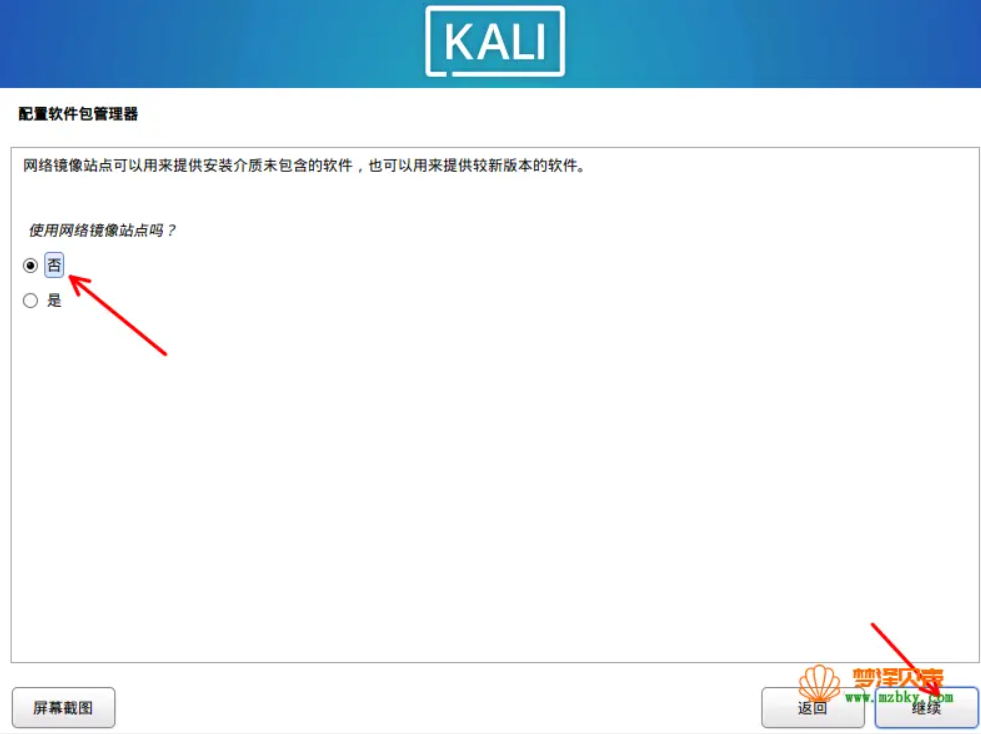 KALI
配置软件包管理器
网络镜像站点可以用来提供安装介质未包含的软件，也可以用来提供较新版本的软件。
使用网络镜像站点吗？
否
是
梦泽贝壳
www.mzbky.com
屏幕截图
返回
继续